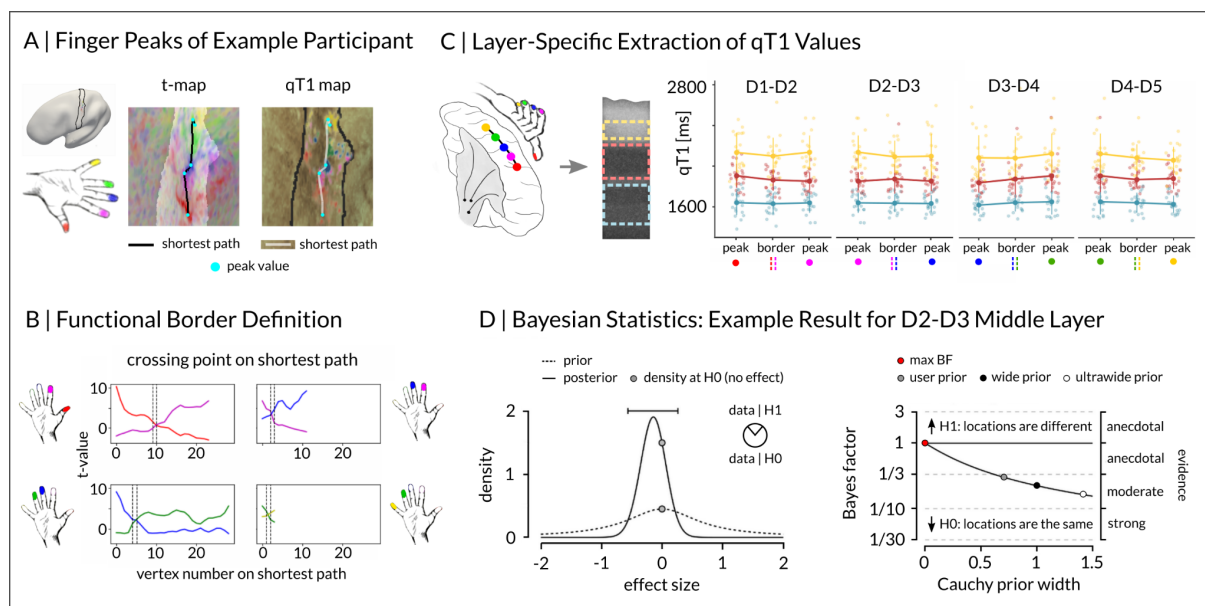 A | Finger Peaks of Example Participant
t-map
qT1 map
shortest path
shortest path
peak value
C | Layer-Specific Extraction of qT1 Values
2800
qT1 [ms]
1600
D1-D2
D2-D3
D3-D4
D4-D5
peak border peak
peak border peak
peak border peak
peak border peak
B | Functional Border Definition
crossing point on shortest path
t-value
10
0
0 10 20
0 10 20
10
0
0 10 20
0 10 20
vertex number on shortest path
D | Bayesian Statistics: Example Result for D2-D3 Middle Layer
prior
posterior
density at H0 (no effect)
data | H1
data | H0
density
2
1
0
-2 -1 0 1 2
effect size
max BF
user prior
wide prior
ultrawide prior
Bayes factor
3
1
1/3
1/10
1/30
H1: locations are different
H0: locations are the same
anecdotal
anecdotal
moderate
strong
evidence
0 0.5 1 1.5
Cauchy prior width